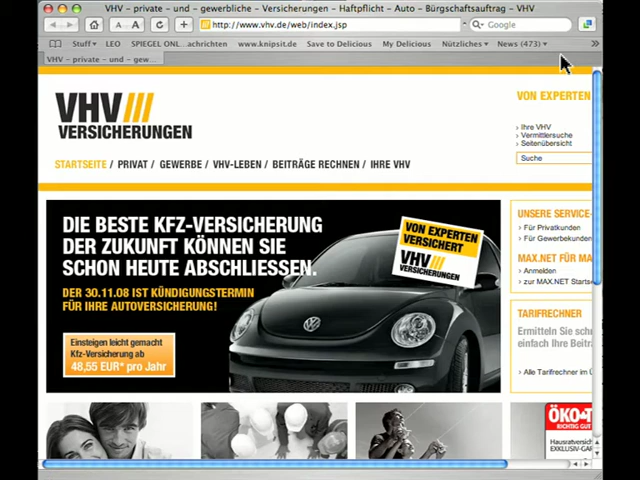 VHV – private – und – gewerbliche – Versicherungen – Haftpflicht – Auto – Bürgschaftsauftrag – VHV
http://www.vhv.de/web/index.jsp
Google
Stuff
LEO
SPIEGEL ONL...achrichten
www.knipsit.de
Save to Delicious
My Delicious
Nützliches
News (473)
VHV – private – und – gew...
VHV///
VERSICHERUNGEN
VON EXPERTEN
› Ihre VHV
› Vermittlersuche
› Seitenübersicht
Suche
STARTSEITE / PRIVAT / GEWERBE / VHV-LEBEN / BEITRÄGE RECHNEN / IHRE VHV
DIE BESTE KFZ-VERSICHERUNG
DER ZUKUNFT KÖNNEN SIE
SCHON HEUTE ABSCHLIESSEN.
DER 30.11.08 IST KÜNDIGUNGSTERMIN
FÜR IHRE AUTOVERSICHERUNG!
Einsteigen leicht gemacht
Kfz-Versicherung ab
48,55 EUR* pro Jahr
VON EXPERTEN
VERSICHERT
VHV///
VERSICHERUNGEN
UNSERE SERVICE-
› Für Privatkunden
› Für Gewerbekunden
MAX.NET FÜR MA
› Anmelden
› zur MAX.NET Starts
TARIFRECHNER
Ermitteln Sie schn
einfach Ihre Beitra
› Alle Tarifrechner im Ü
ÖKO-T
RICHTIG GUT
Hausratversich
EXKLUSIV-GAR